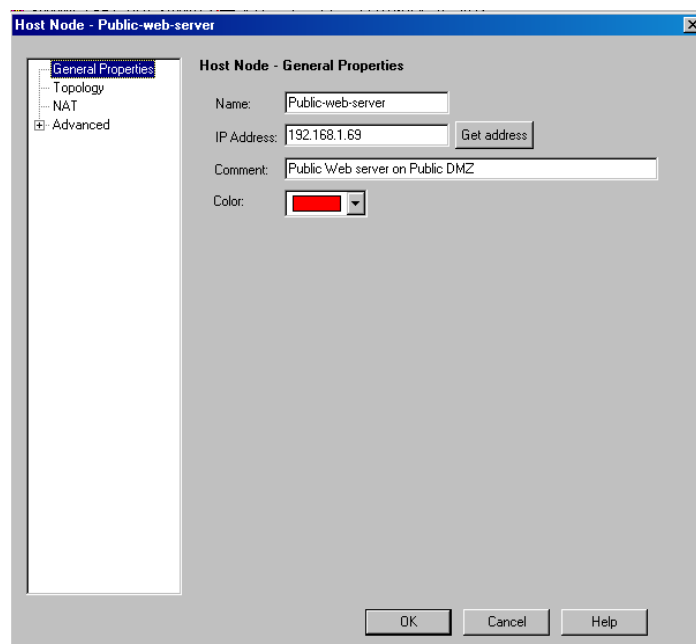 Host Node - Public-web-server
General Properties
Topology
NAT
Advanced
Host Node - General Properties
Name: Public-web-server
IP Address: 192.168.1.69 Get address
Comment: Public Web server on Public DMZ
Color:
OK Cancel Help